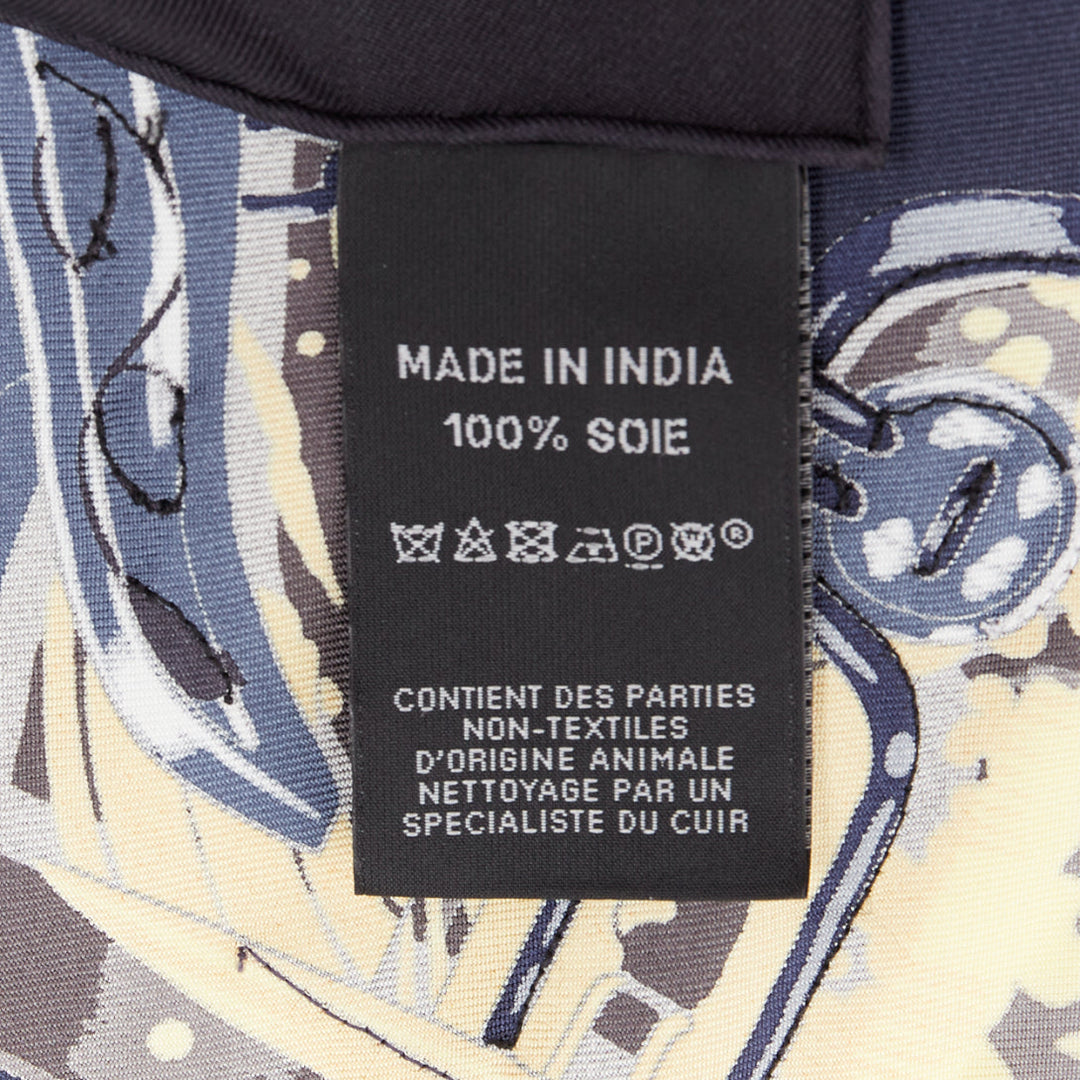 MADE IN INDIA
100% SOIE
P W ®
CONTIENT DES PARTIES
NON-TEXTILES
D'ORIGINE ANIMALE
NETTOYAGE PAR UN
SPECIALISTE DU CUIR